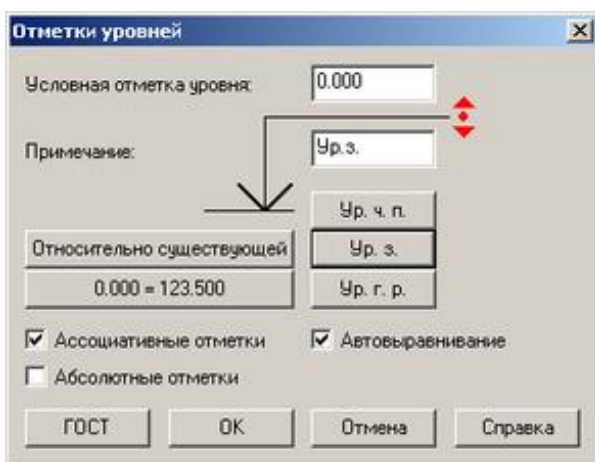 Отметки уровней
Условная отметка уровня: 0.000
Примечание: Ур.з.
Ур. ч. п.
Относительно существующей Ур. з.
0.000 = 123.500 Ур. г. р.
Ассоциативные отметки Автовыравнивание
Абсолютные отметки
ГОСТ ОК Отмена Справка